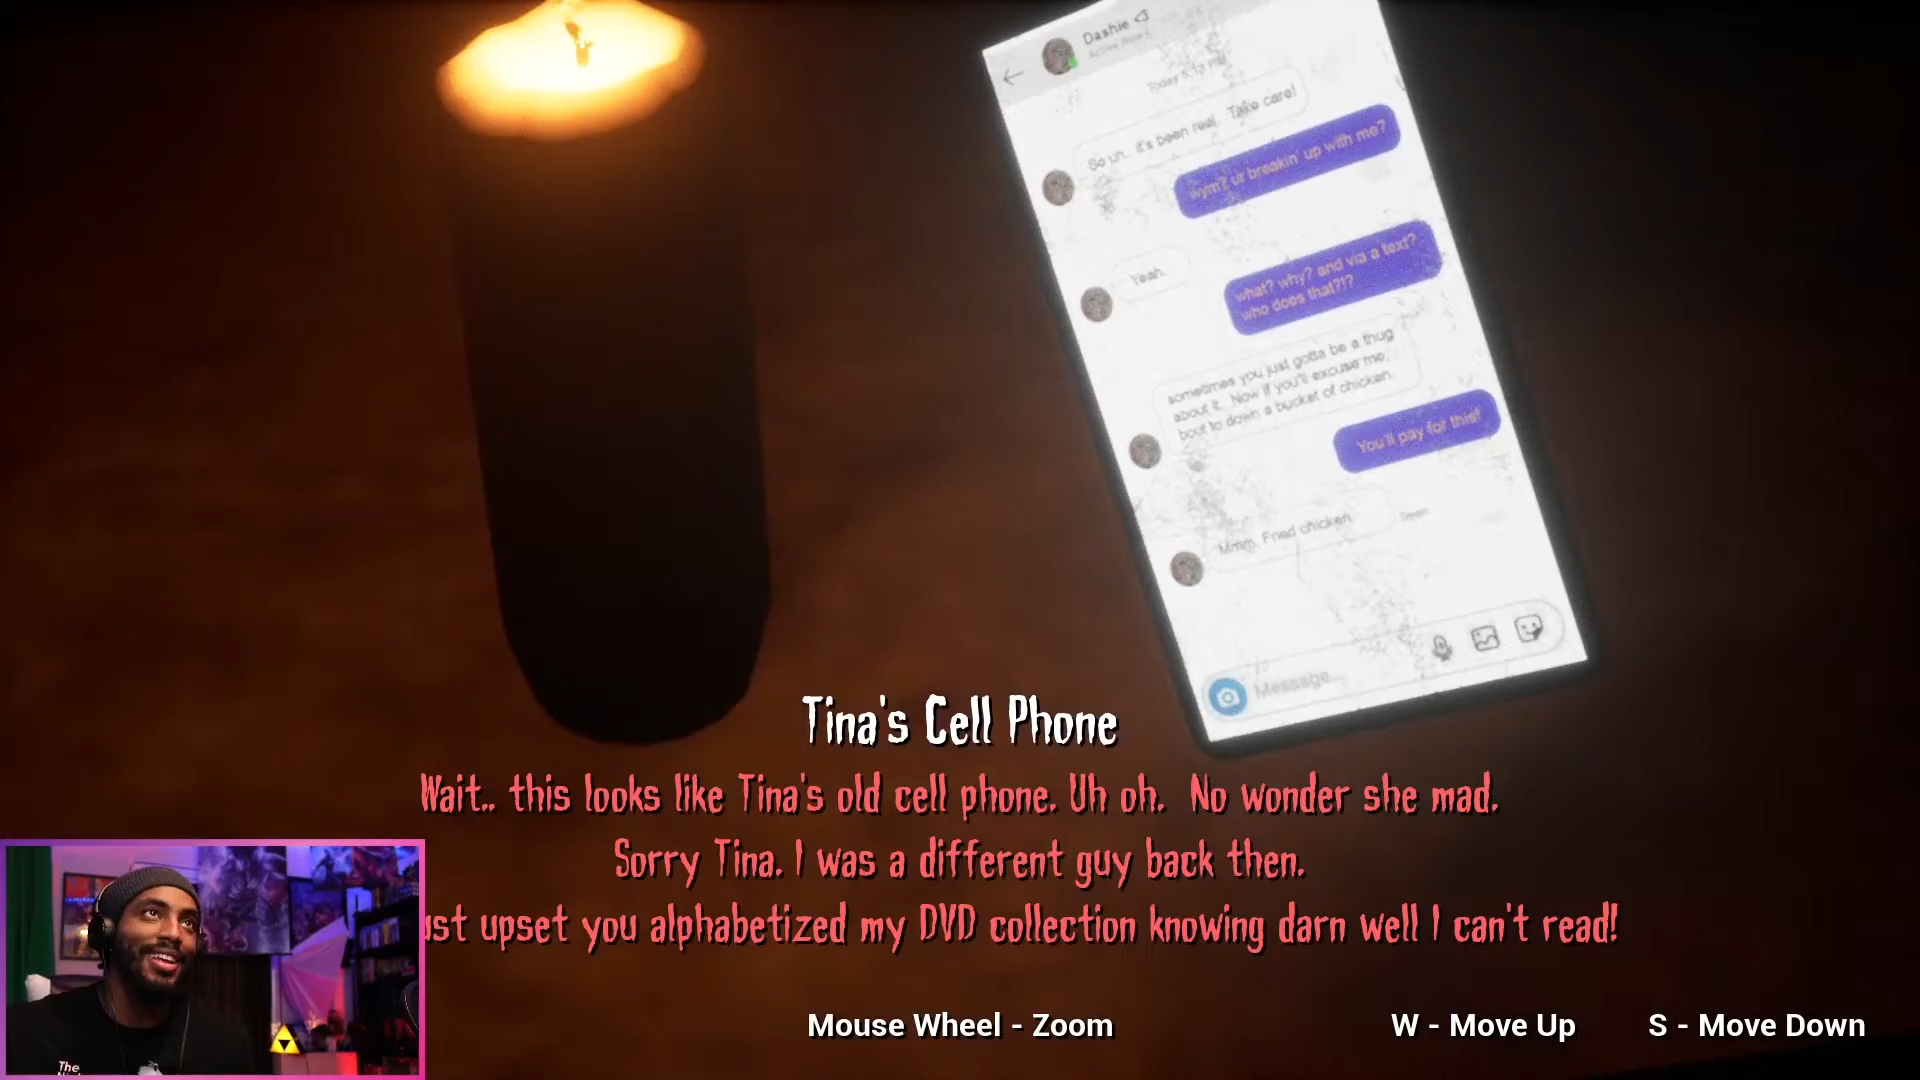 Dashie
Today 5:13 PM
So uh.. it's been real. Take care!
wym? ur breakin' up with me?
Yeah.
what? why? and via a text?
who does that?!?
sometimes you just gotta be a thug
about it. Now if you'll excuse me,
bout to down a bucket of chicken.
You'll pay for this!
Mmm. Fried chicken
Seen
Message...
Tina's Cell Phone
Wait.. this looks like Tina's old cell phone. Uh oh. No wonder she mad.
Sorry Tina. I was a different guy back then.
ust upset you alphabetized my DVD collection knowing darn well I can't read!
The
Mouse Wheel - Zoom
W - Move Up
S - Move Down